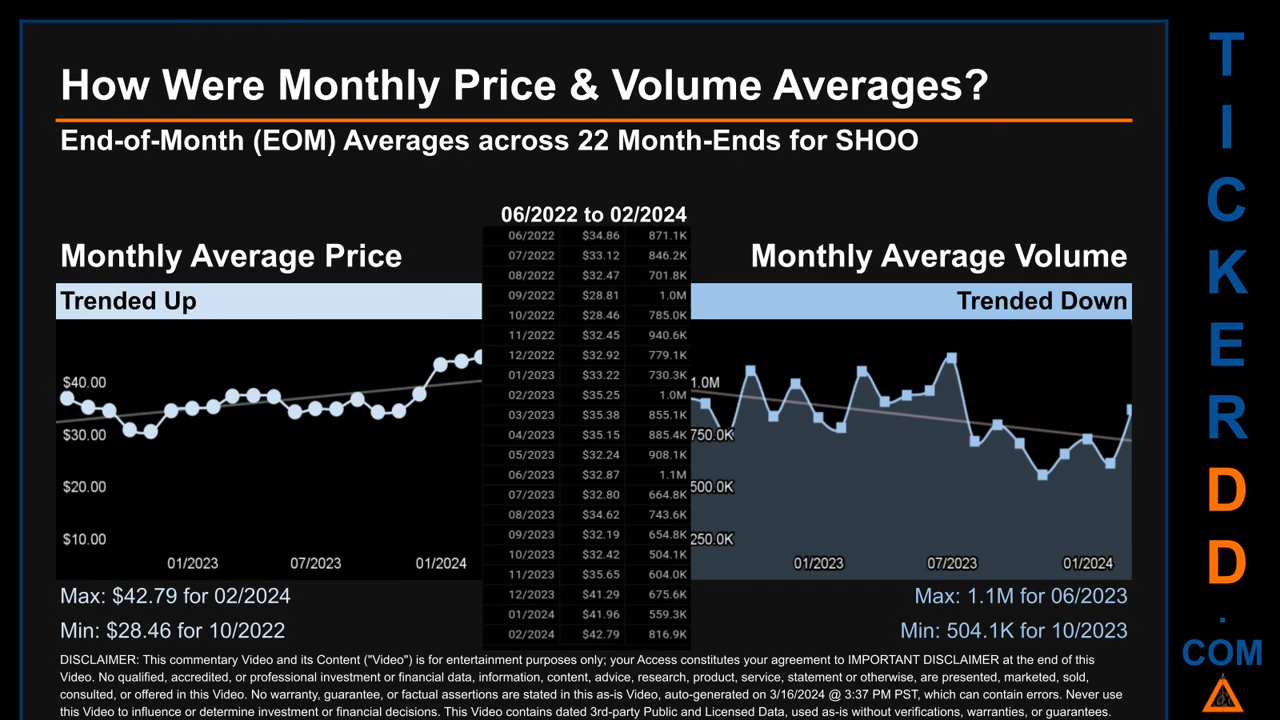 How Were Monthly Price & Volume Averages?
End-of-Month (EOM) Averages across 22 Month-Ends for SHOO
06/2022 to 02/2024
Monthly Average Price
Trended Up
$40.00
$30.00
$20.00
$10.00
01/2023 07/2023 01/2024
Max: $42.79 for 02/2024
Min: $28.46 for 10/2022
06/2022 $34.86 871.1K
07/2022 $33.12 846.2K
08/2022 $32.47 701.8K
09/2022 $28.81 1.0M
10/2022 $28.46 785.0K
11/2022 $32.45 940.6K
12/2022 $32.92 779.1K
01/2023 $33.22 730.3K
02/2023 $35.25 1.0M
03/2023 $35.38 855.1K
04/2023 $35.15 885.4K
05/2023 $32.24 908.1K
06/2023 $32.87 1.1M
07/2023 $32.80 664.8K
08/2023 $34.62 743.6K
09/2023 $32.19 654.8K
10/2023 $32.42 504.1K
11/2023 $35.65 604.0K
12/2023 $41.29 675.6K
01/2024 $41.96 559.3K
02/2024 $42.79 816.9K
Monthly Average Volume
Trended Down
1.0M
750.0K
500.0K
250.0K
01/2023 07/2023 01/2024
Max: 1.1M for 06/2023
Min: 504.1K for 10/2023
DISCLAIMER: This commentary Video and its Content ("Video") is for entertainment purposes only; your Access constitutes your agreement to IMPORTANT DISCLAIMER at the end of this
Video. No qualified, accredited, or professional investment or financial data, information, content, advice, research, product, service, statement or otherwise, are presented, marketed, sold,
consulted, or offered in this Video. No warranty, guarantee, or factual assertions are stated in this as-is Video, auto-generated on 3/16/2024 @ 3:37 PM PST, which can contain errors. Never use
this Video to influence or determine investment or financial decisions. This Video contains dated 3rd-party Public and Licensed Data, used as-is without verifications, warranties, or guarantees.
T
I
C
K
E
R
D
D
.
COM